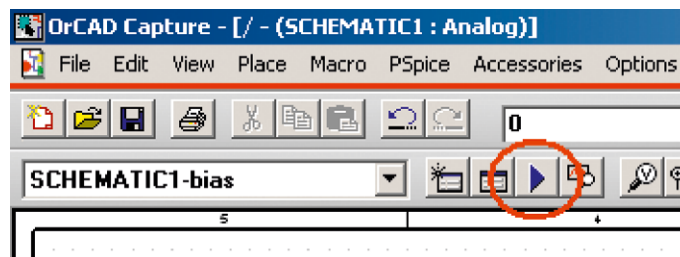 OrCAD Capture - [/ - (SCHEMATIC1 : Analog)]
File Edit View Place Macro PSpice Accessories Options
0
SCHEMATIC1-bias
V
5 4